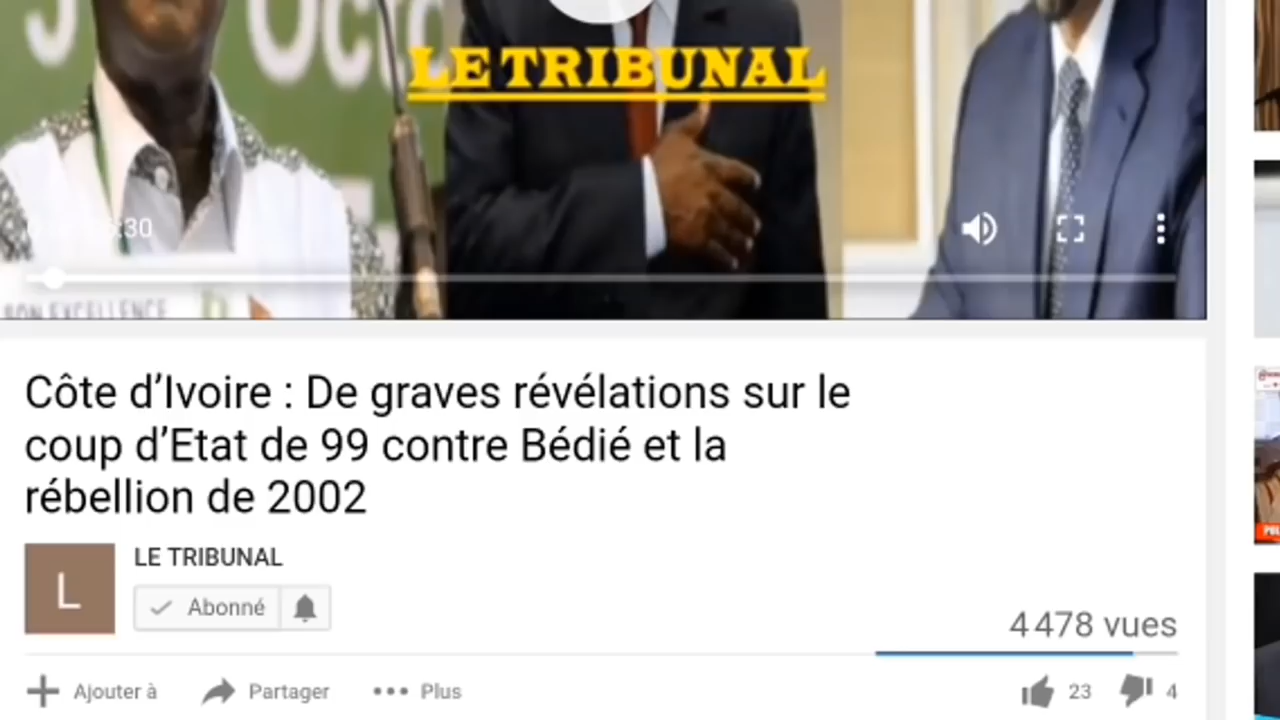 LE TRIBUNAL
:30
Côte d’Ivoire : De graves révélations sur le
coup d’Etat de 99 contre Bédié et la
rébellion de 2002
L
LE TRIBUNAL
Abonné
4 478 vues
Ajouter à
Partager
Plus
23
4